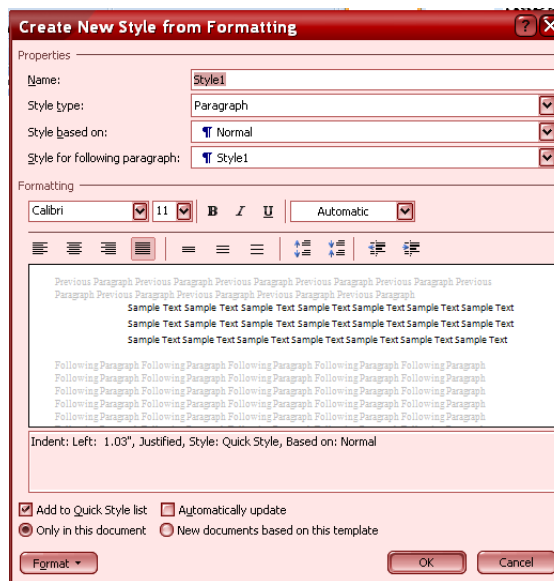 Create New Style from Formatting
Properties
Name: Style1
Style type: Paragraph
Style based on: ¶ Normal
Style for following paragraph: ¶ Style1
Formatting
Calibri 11 B I U Automatic
Previous Paragraph Previous Paragraph Previous Paragraph Previous Paragraph Previous Paragraph Previous
Paragraph Previous Paragraph Previous Paragraph Previous Paragraph Previous Paragraph
Sample Text Sample Text Sample Text Sample Text Sample Text Sample Text Sample Text
Sample Text Sample Text Sample Text Sample Text Sample Text Sample Text Sample Text
Sample Text Sample Text Sample Text Sample Text Sample Text Sample Text Sample Text
Following Paragraph Following Paragraph Following Paragraph Following Paragraph Following Paragraph
Following Paragraph Following Paragraph Following Paragraph Following Paragraph Following Paragraph
Following Paragraph Following Paragraph Following Paragraph Following Paragraph Following Paragraph
Following Paragraph Following Paragraph Following Paragraph Following Paragraph Following Paragraph
Following Paragraph Following Paragraph Following Paragraph Following Paragraph Following Paragraph
Indent: Left: 1.03", Justified, Style: Quick Style, Based on: Normal
Add to Quick Style list Automatically update
Only in this document New documents based on this template
Format OK Cancel